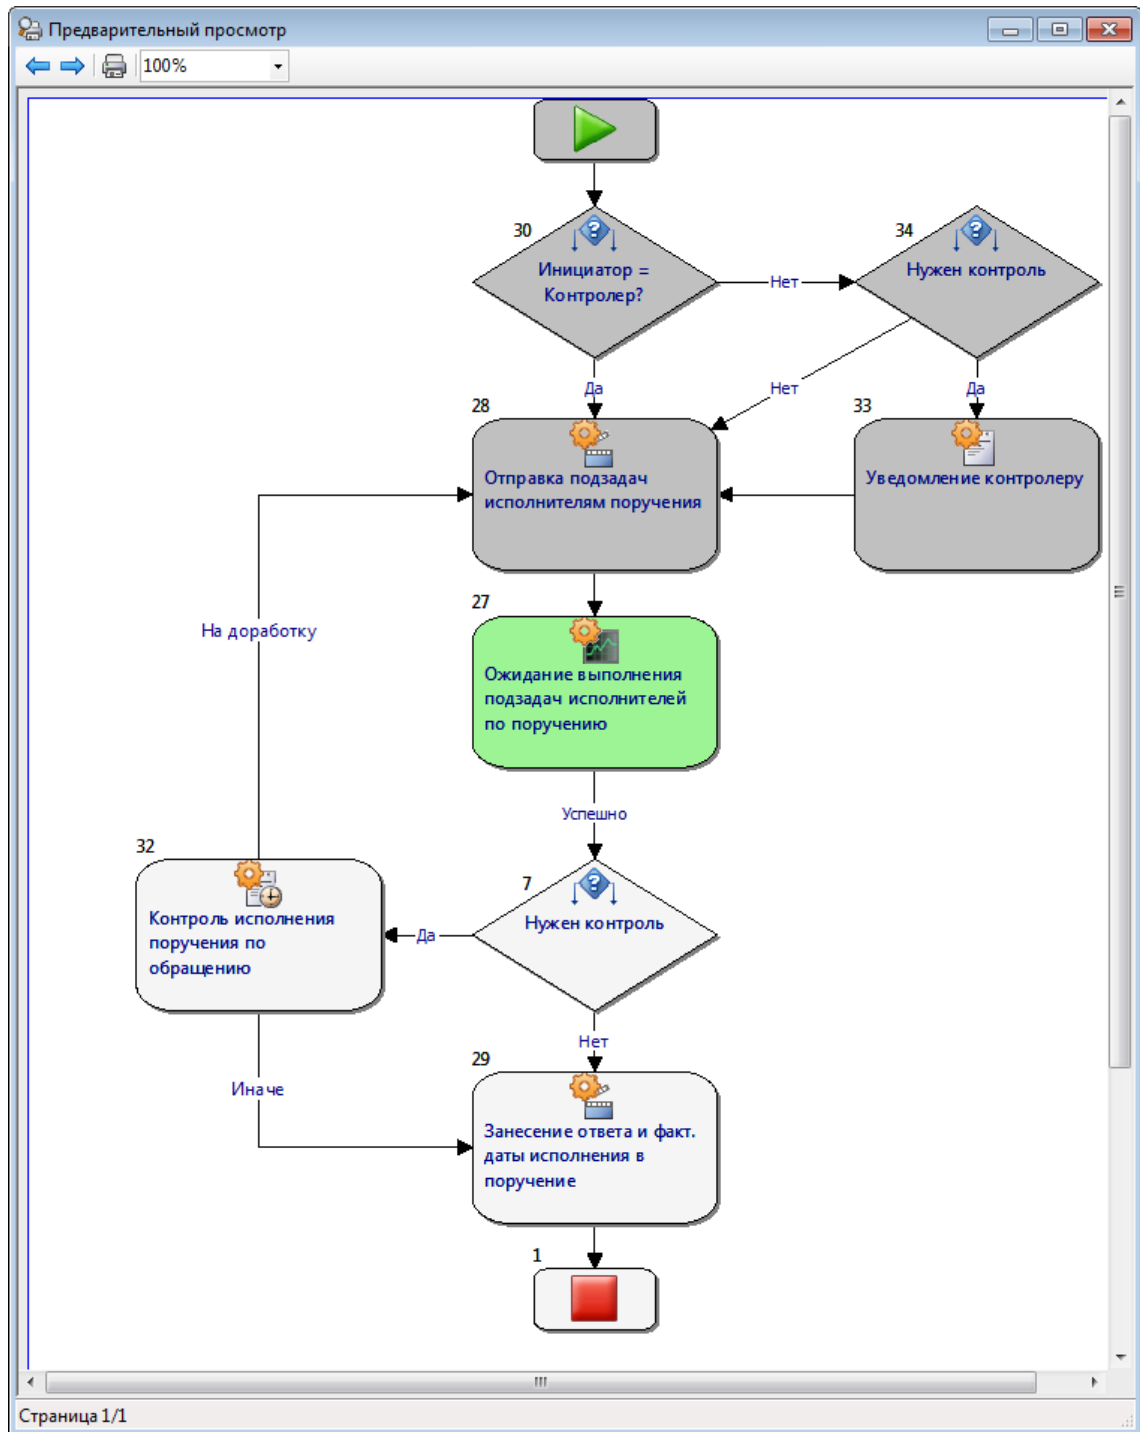 Предварительный просмотр
100%
30
34
Инициатор =
Контролер?
Нет
Нужен контроль
Да
Нет
Да
28
33
Отправка подзадач
исполнителям поручения
Уведомление контролеру
27
На доработку
Ожидание выполнения
подзадач исполнителей
по поручению
Успешно
32
7
Контроль исполнения
поручения по
обращению
Нужен контроль
Да
Нет
29
Иначе
Занесение ответа и факт.
даты исполнения в
поручение
1
Страница 1/1